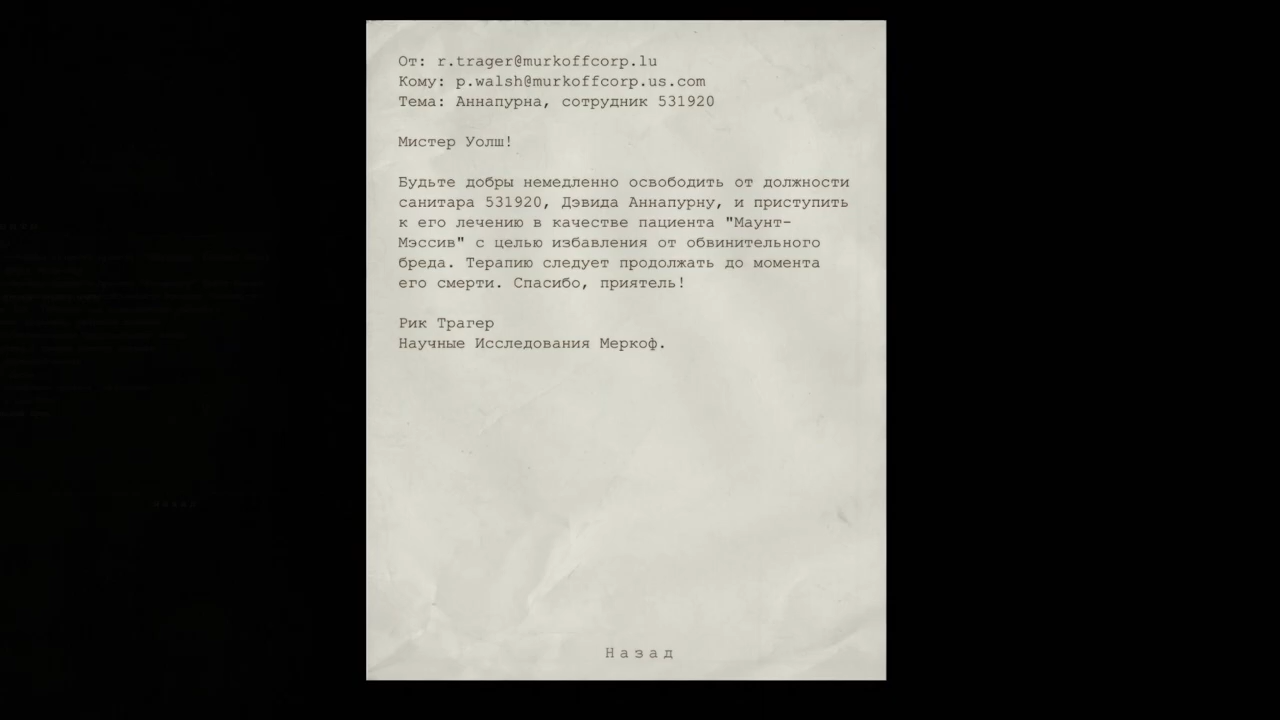 От: r.trager@murkoffcorp.lu
Кому: p.walsh@murkoffcorp.us.com
Тема: Аннапурна, сотрудник 531920
Мистер Уолш!
Будьте добры немедленно освободить от должности
санитара 531920, Дэвида Аннапурну, и приступить
к его лечению в качестве пациента "Маунт-
Мэссив" с целью избавления от обвинительного
бреда. Терапию следует продолжать до момента
его смерти. Спасибо, приятель!
Рик Трагер
Научные Исследования Меркоф.
Назад